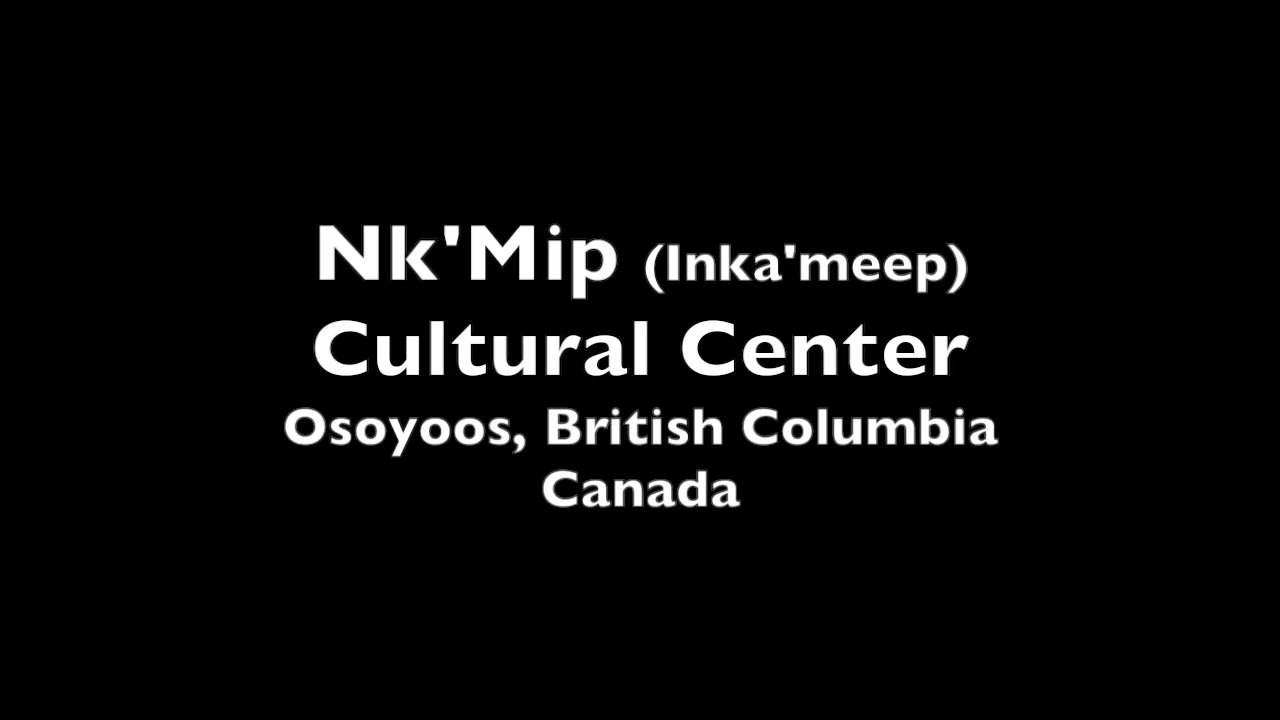 Nk'Mip (Inka'meep)
Cultural Center
Osoyoos, British Columbia
Canada